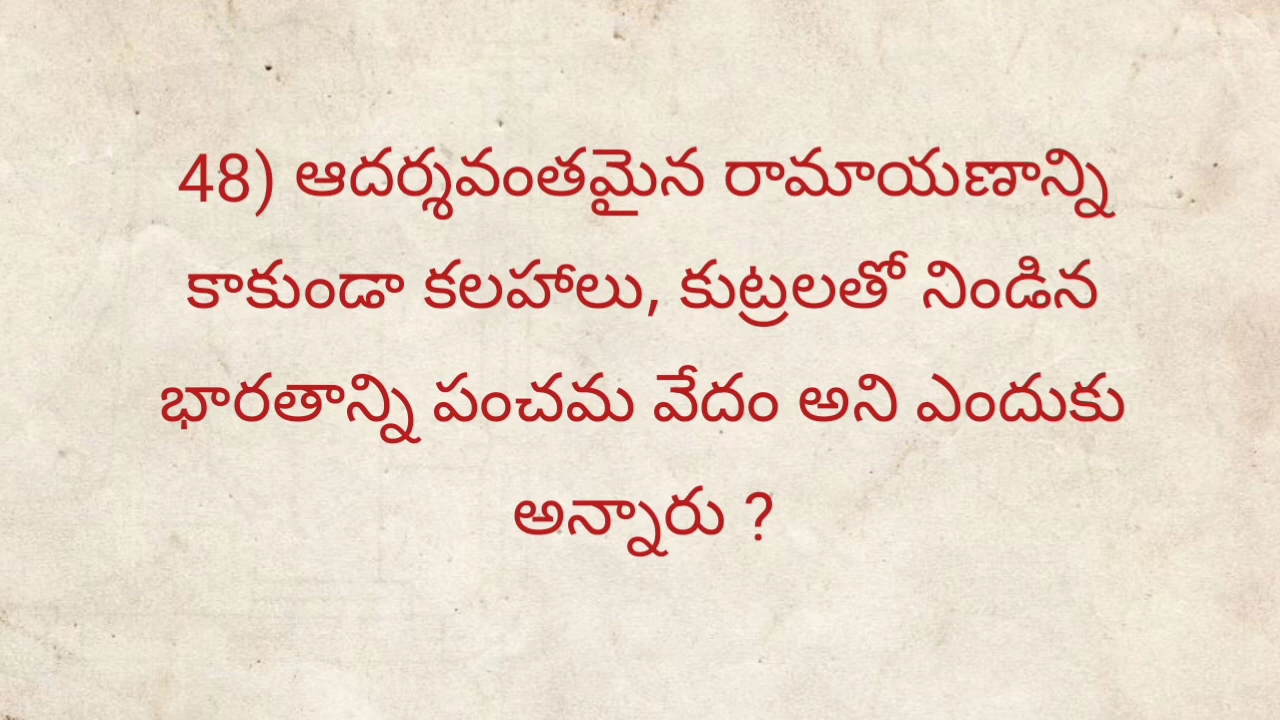 48) ఆదర్శవంతమైన రామాయణాన్ని
కాకుండా కలహాలు, కుట్రలతో నిండిన
భారతాన్ని పంచమ వేదం అని ఎందుకు
అన్నారు ?